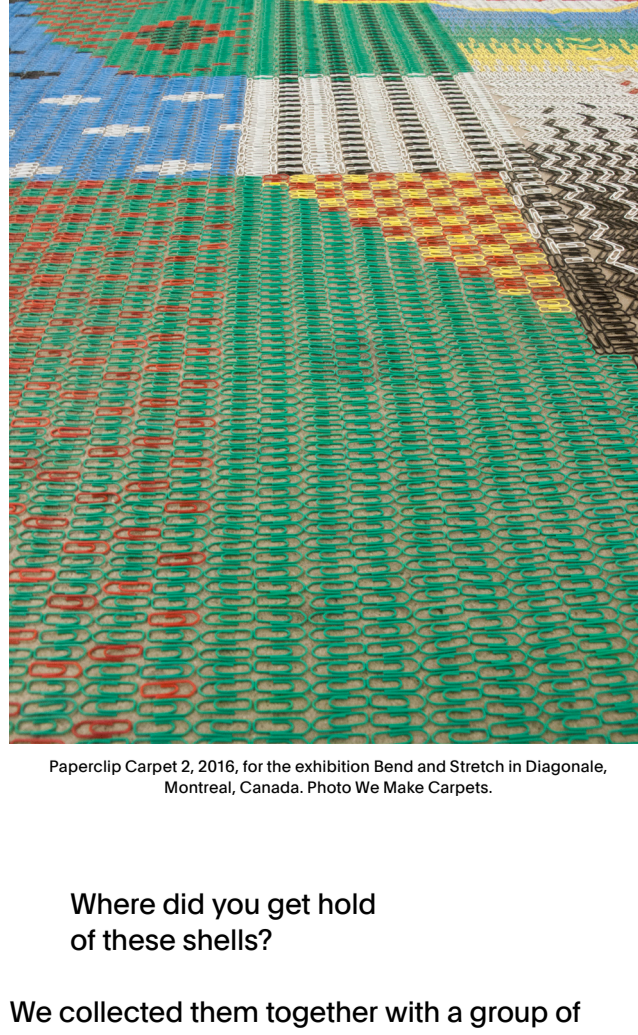 Paperclip Carpet 2, 2016, for the exhibition Bend and Stretch in Diagonale,
Montreal, Canada. Photo We Make Carpets.
Where did you get hold
of these shells?
We collected them together with a group of